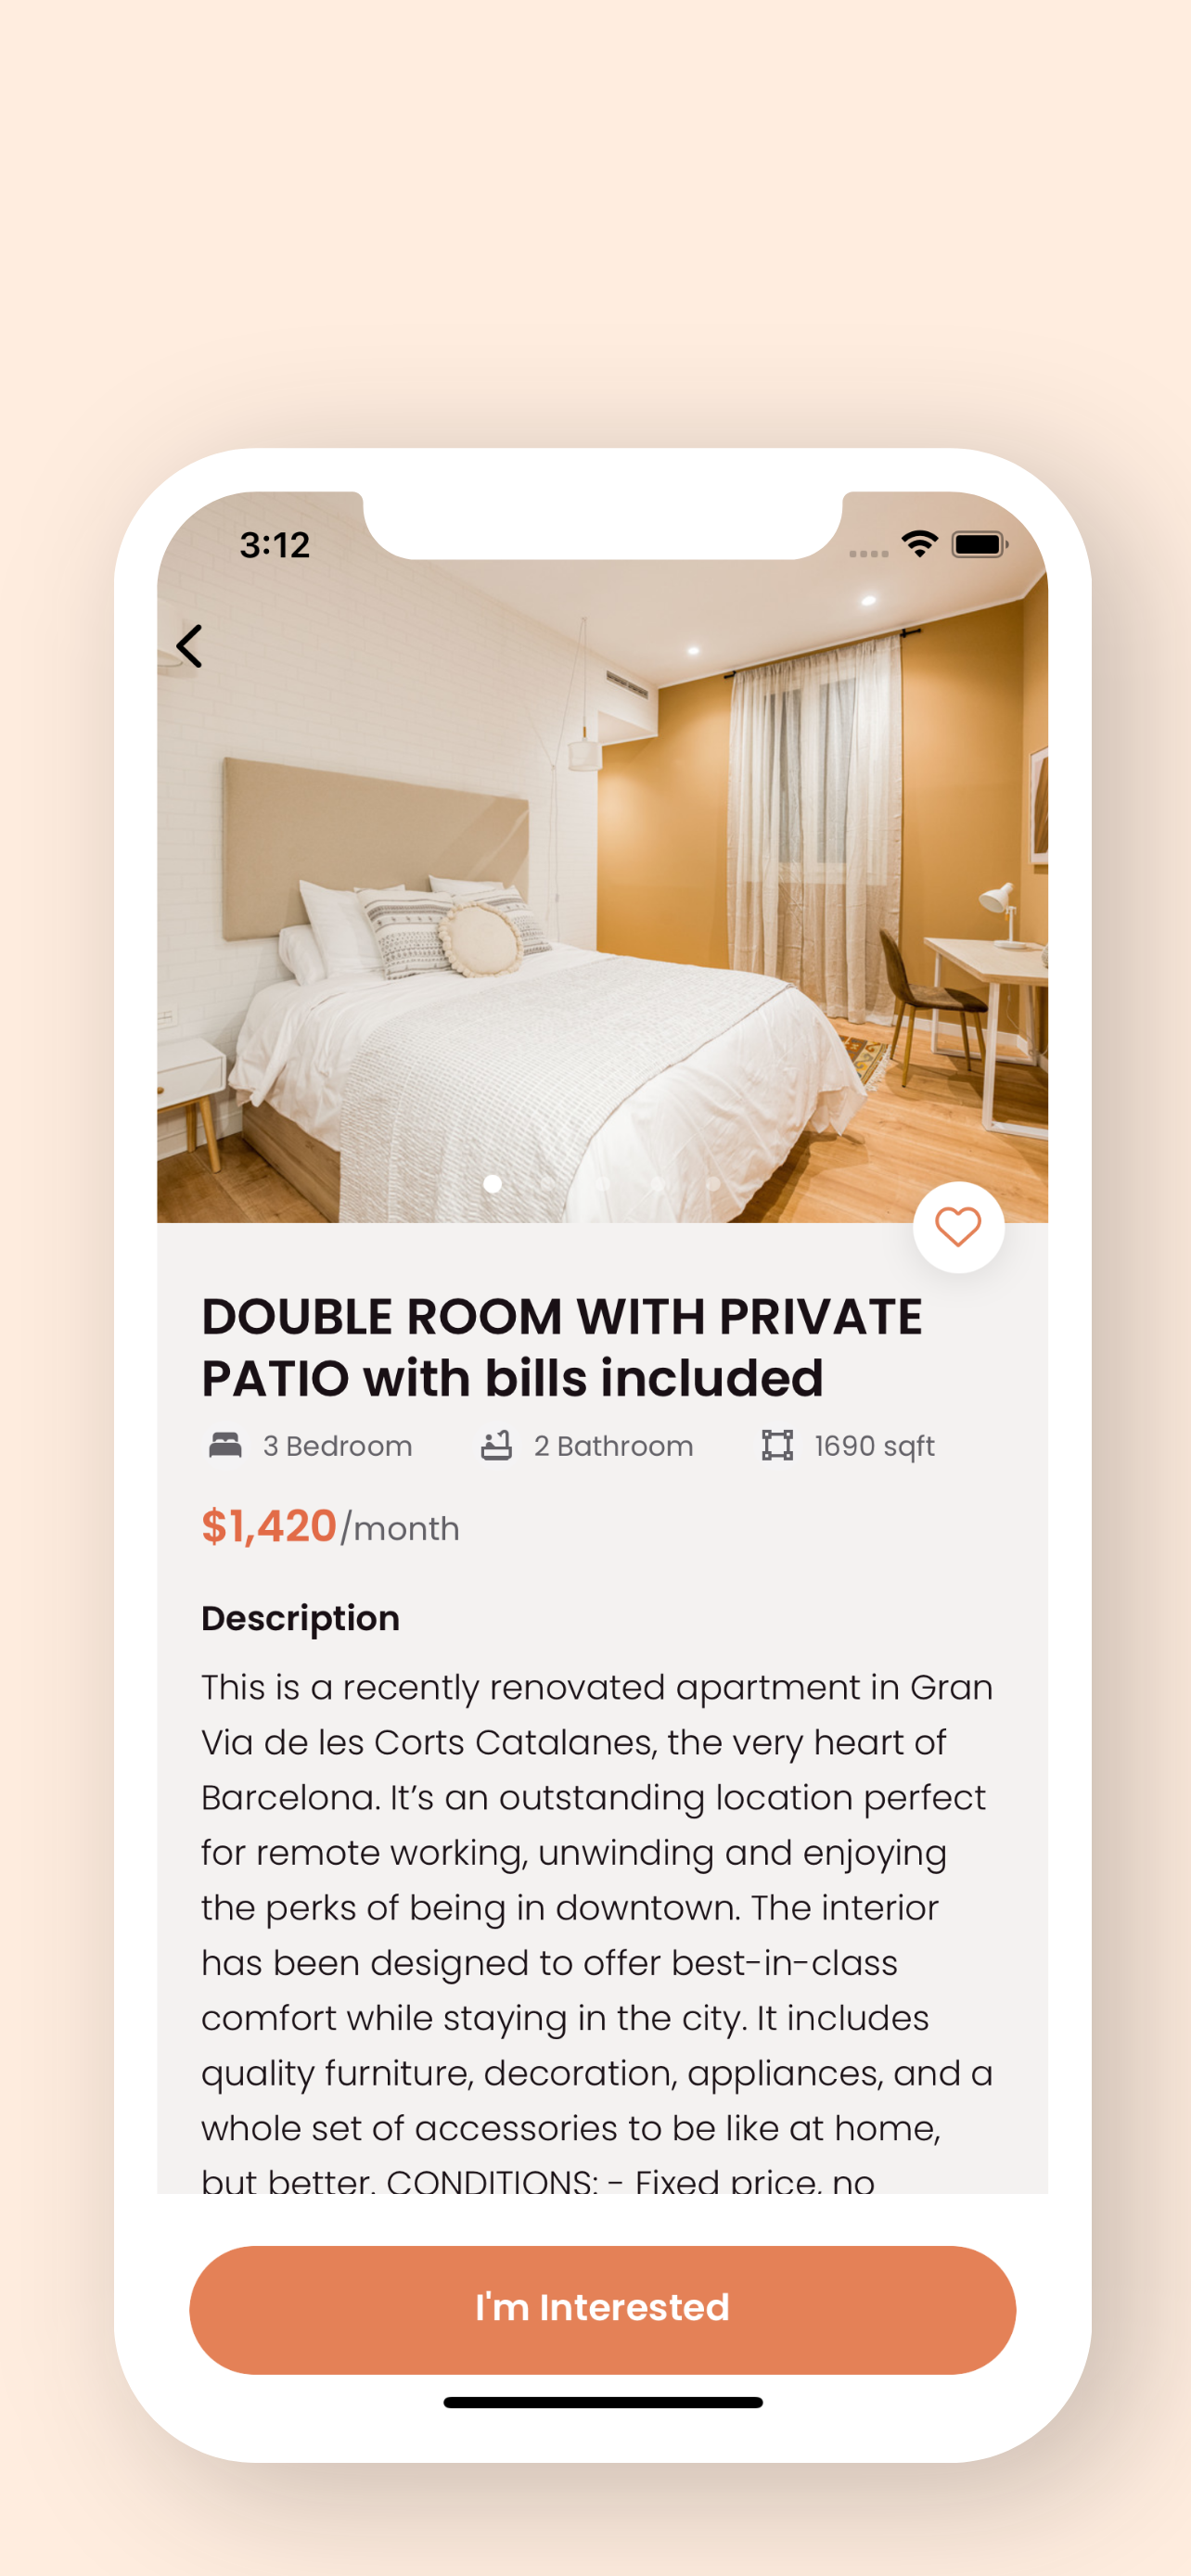 3:12
DOUBLE ROOM WITH PRIVATE
PATIO with bills included
3 Bedroom 2 Bathroom 1690 sqft
$1,420/month
Description
This is a recently renovated apartment in Gran
Via de les Corts Catalanes, the very heart of
Barcelona. It’s an outstanding location perfect
for remote working, unwinding and enjoying
the perks of being in downtown. The interior
has been designed to offer best-in-class
comfort while staying in the city. It includes
quality furniture, decoration, appliances, and a
whole set of accessories to be like at home,
but better. CONDITIONS: - Fixed price, no
I'm Interested